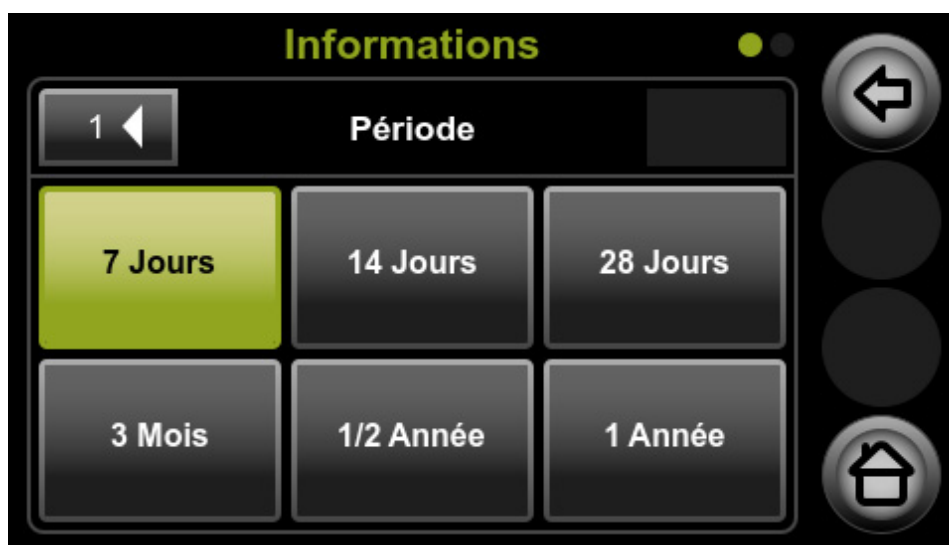 Informations
1
Période
7 Jours
14 Jours
28 Jours
3 Mois
1/2 Année
1 Année